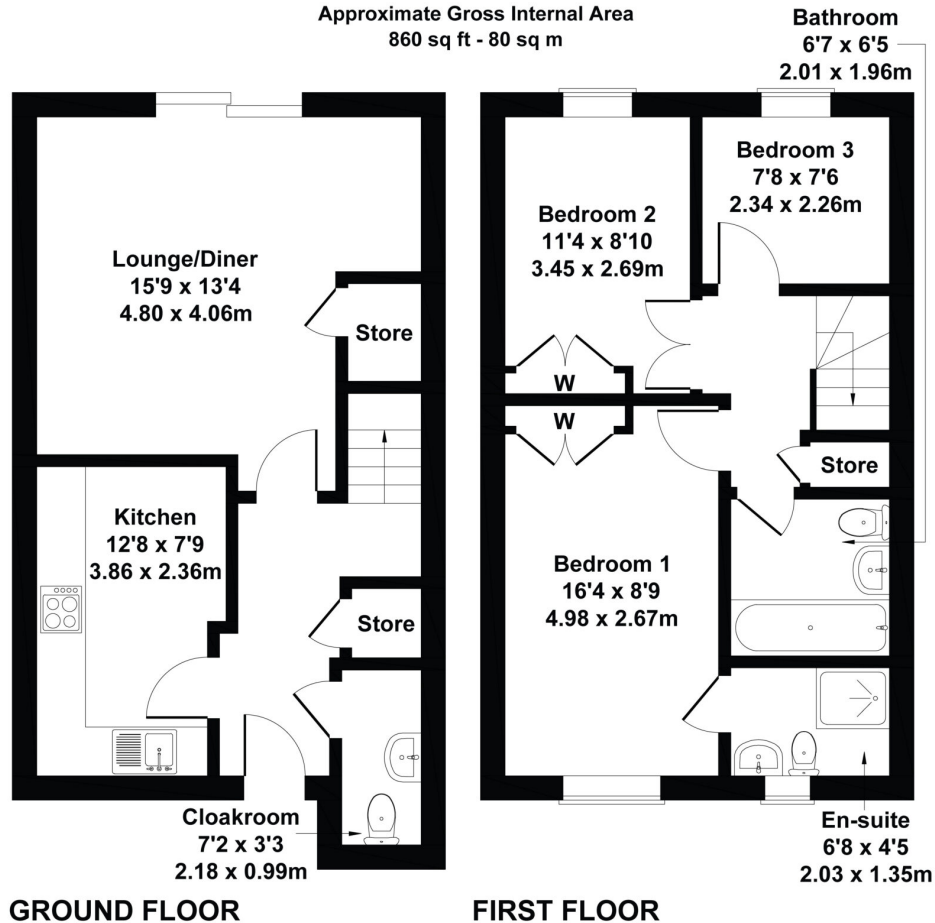 Approximate Gross Internal Area
860 sq ft - 80 sq m
Bathroom
6'7 x 6'5
2.01 x 1.96m
Lounge/Diner
15'9 x 13'4
4.80 x 4.06m
Store
Kitchen
12'8 x 7'9
3.86 x 2.36m
Store
Cloakroom
7'2 x 3'3
2.18 x 0.99m
GROUND FLOOR
Bedroom 2
11'4 x 8'10
3.45 x 2.69m
Bedroom 3
7'8 x 7'6
2.34 x 2.26m
W
W
Store
Bedroom 1
16'4 x 8'9
4.98 x 2.67m
En-suite
6'8 x 4'5
2.03 x 1.35m
FIRST FLOOR